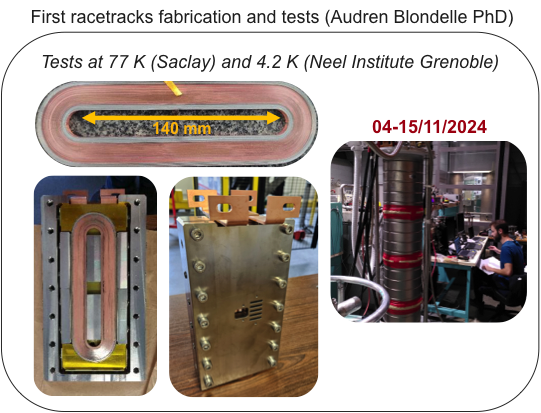 First racetracks fabrication and tests (Audren Blondelle PhD)
Tests at 77 K (Saclay) and 4.2 K (Neel Institute Grenoble)
140 mm
04-15/11/2024